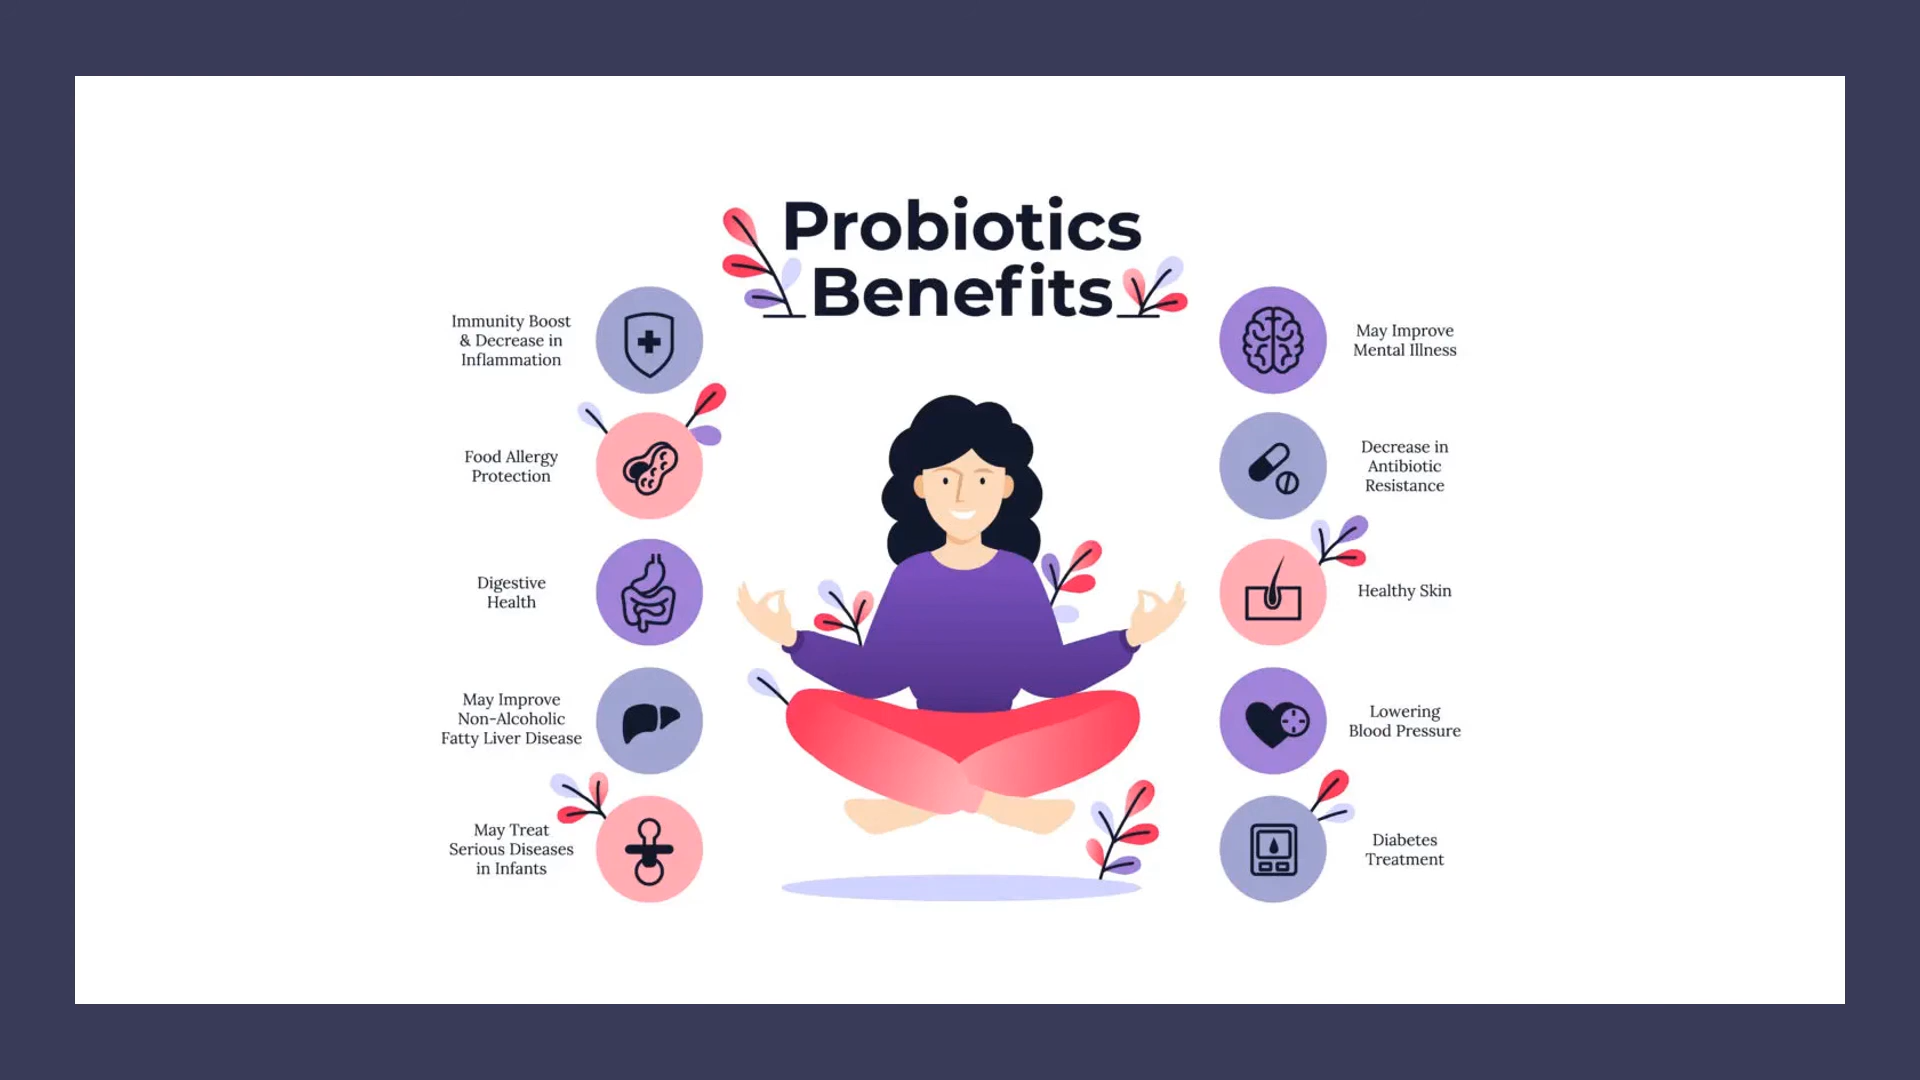 Probiotics
Benefits
Immunity Boost
& Decrease in
Inflammation
Food Allergy
Protection
Digestive
Health
May Improve
Non-Alcoholic
Fatty Liver Disease
May Treat
Serious Diseases
in Infants
May Improve
Mental Illness
Decrease in
Antibiotic
Resistance
Healthy Skin
Lowering
Blood Pressure
Diabetes
Treatment